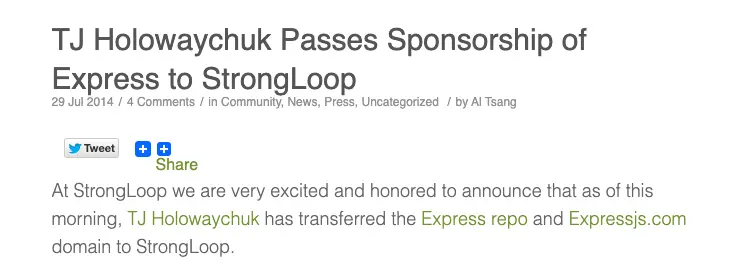 TJ Holowaychuk Passes Sponsorship of
Express to StrongLoop
29 Jul 2014 / 4 Comments / in Community, News, Press, Uncategorized / by Al Tsang
Tweet
Share
At StrongLoop we are very excited and honored to announce that as of this
morning, TJ Holowaychuk has transferred the Express repo and Expressjs.com
domain to StrongLoop.